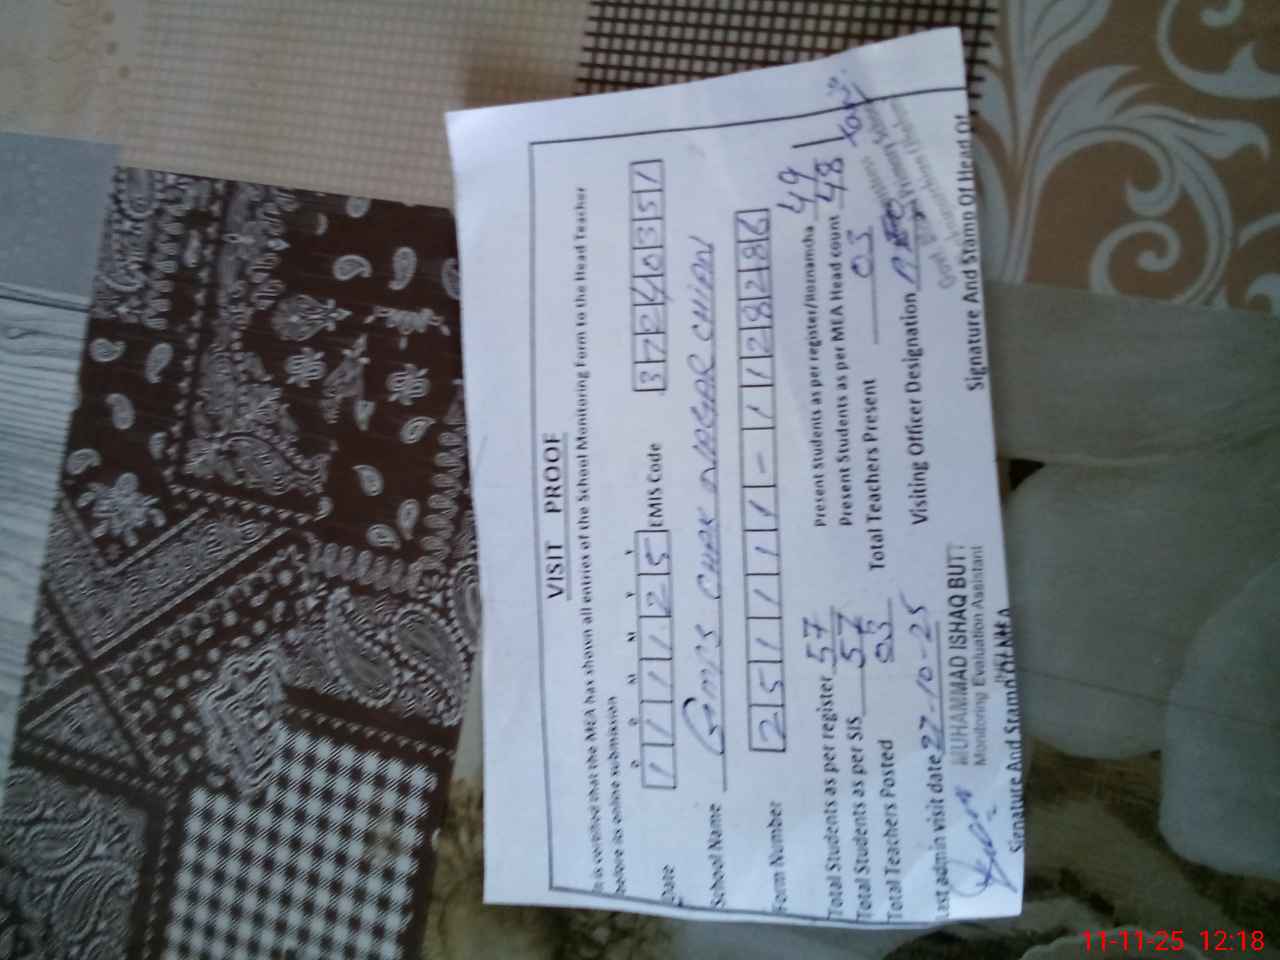 VISIT PROOF
It is verified that the MEA has shown all entries of the School Monitoring Form to the Head Teacher
before its online submission
D D M M Y Y
Date 1 1 1 1 2 5 EMIS Code 3 7 2 4 0 3 5 1
School Name GMPS CHAK CHIAN
Form Number 2 5 1 1 1 1 - 1 1 2 8 2 8 6
Total Students as per register 57 Present Students as per register/Roznamcha 49
Total Students as per SIS 57 Present Students as per MEA Head count 48
Total Teachers Posted 03 Total Teachers Present 03
Last admin visit date 27-10-25 Visiting Officer Designation
MUHAMMAD ISHAQ BUTT
Monitoring Evaluation Assistant
Signature And Stamp Of MEA Signature And Stamp Of Head Of
11-11-25 12:18